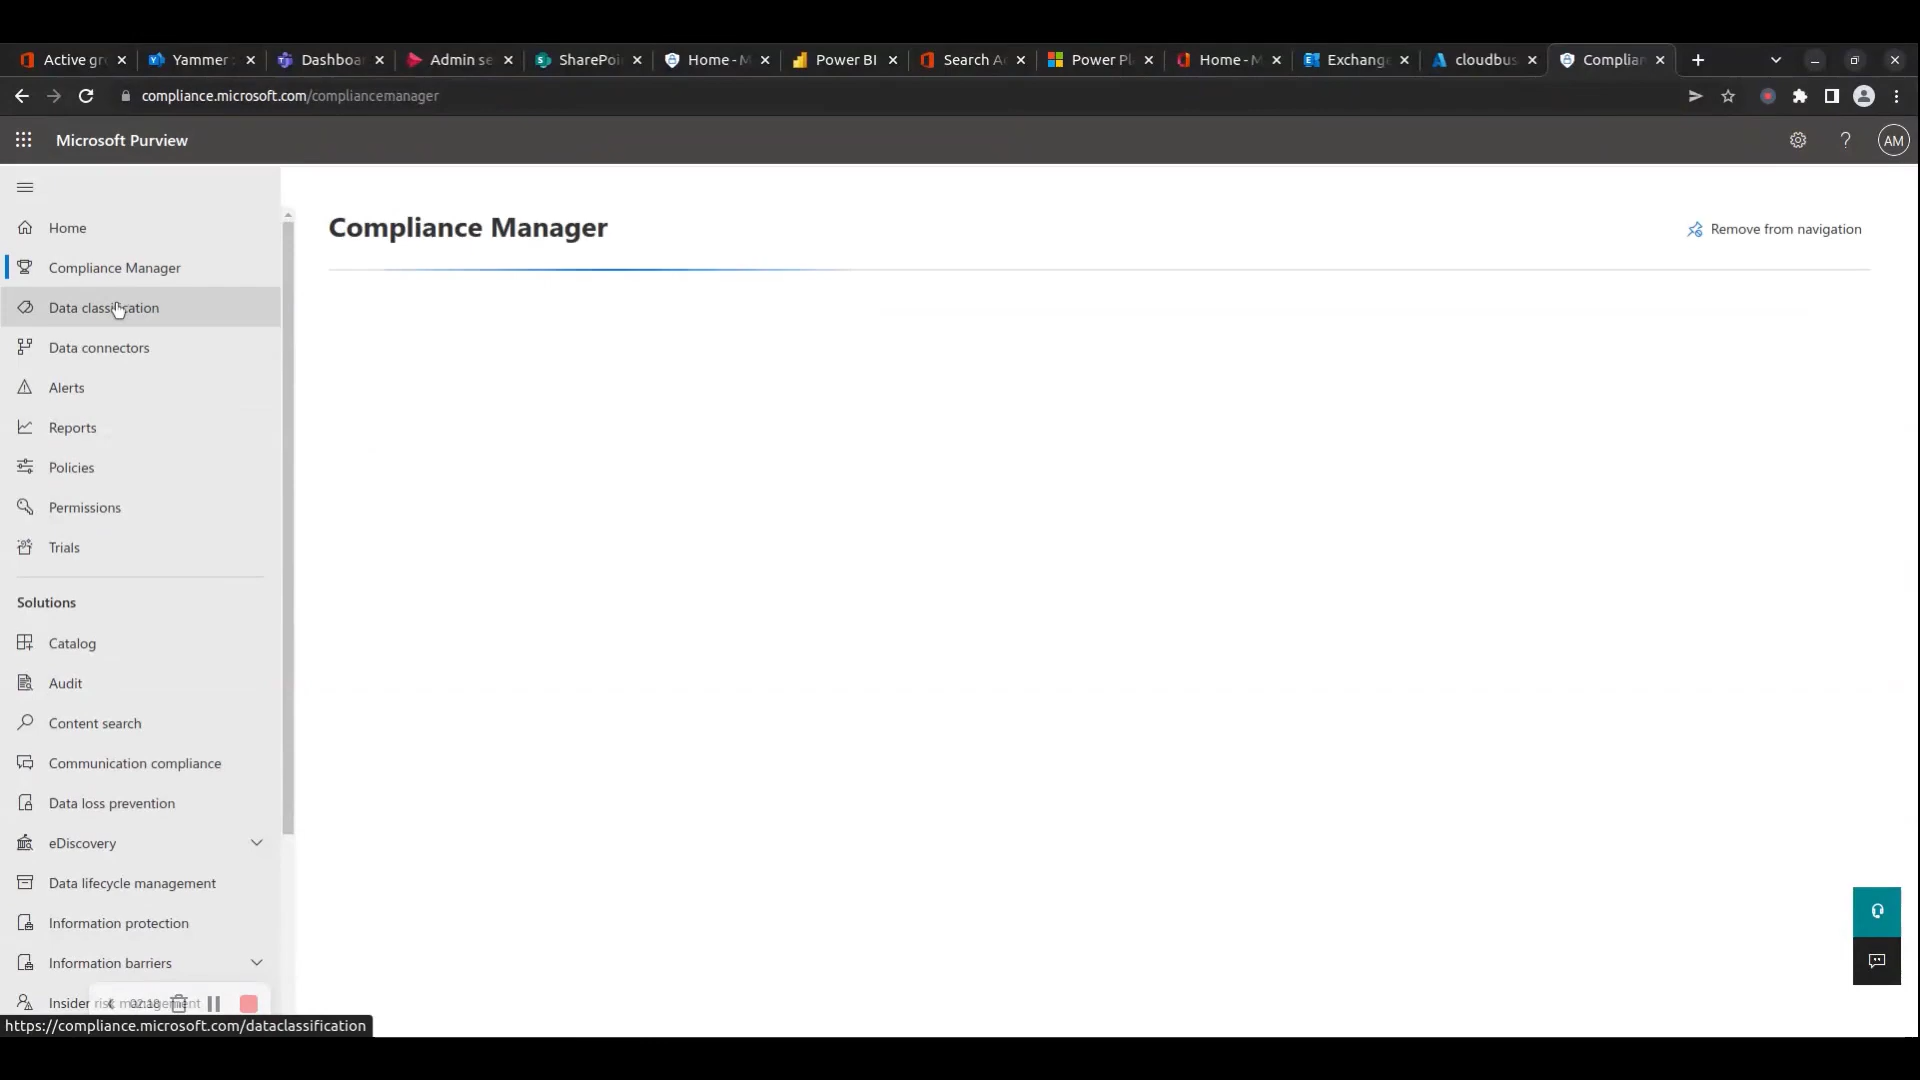 Active gr
Yammer
Dashboa
Admin se
SharePoi
Home - M
Power BI
Search A
Power Pl
Home - M
Exchange
cloudbus
Complian
compliance.microsoft.com/compliancemanager
Microsoft Purview
AM
Home
Compliance Manager
Data classification
Data connectors
Alerts
Reports
Policies
Permissions
Trials
Solutions
Catalog
Audit
Content search
Communication compliance
Data loss prevention
eDiscovery
Data lifecycle management
Information protection
Information barriers
Insider risk management
https://compliance.microsoft.com/dataclassification
Compliance Manager
Remove from navigation